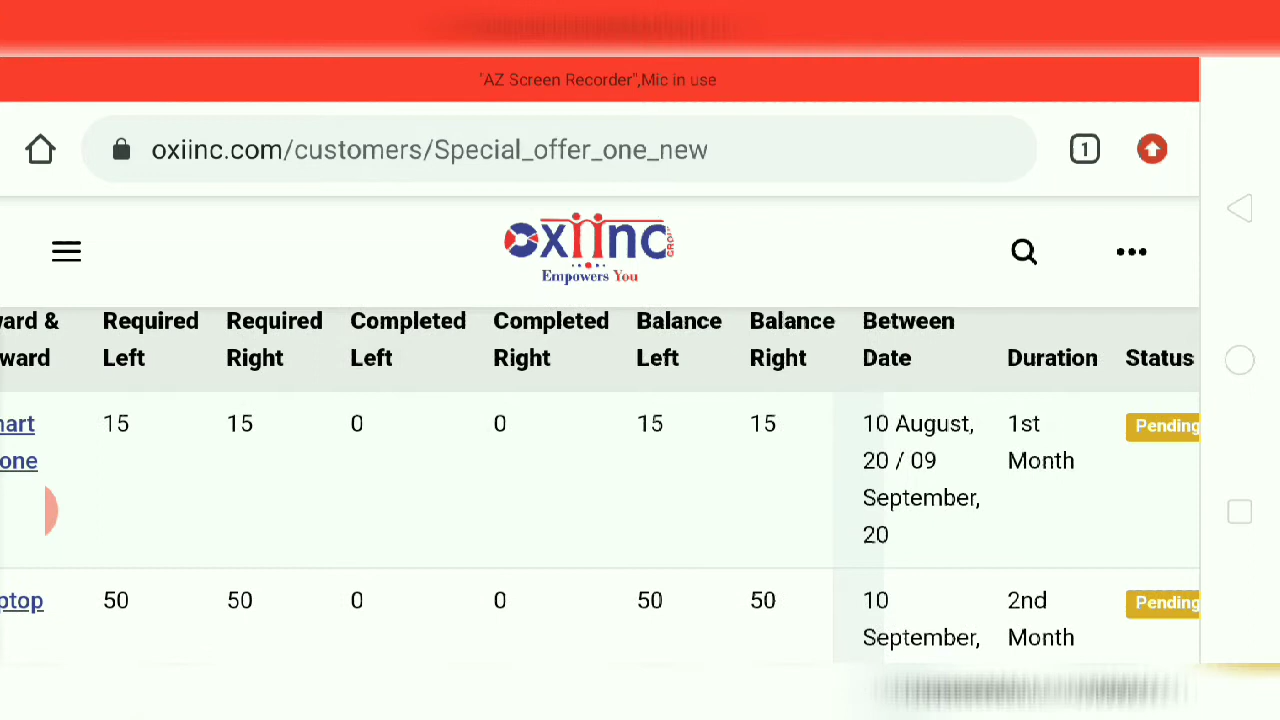 "AZ Screen Recorder",Mic in use
oxiinc.com/customers/Special_offer_one_new
1
oxiinc GROUP
Empowers You
ard & Required Required Completed Completed Balance Balance Between
ward Left Right Left Right Left Right Date Duration Status
art 15 15 0 0 15 15 10 August, 1st Pending
one 20 / 09 Month
September,
20
ptop 50 50 0 0 50 50 10 2nd Pending
September, Month